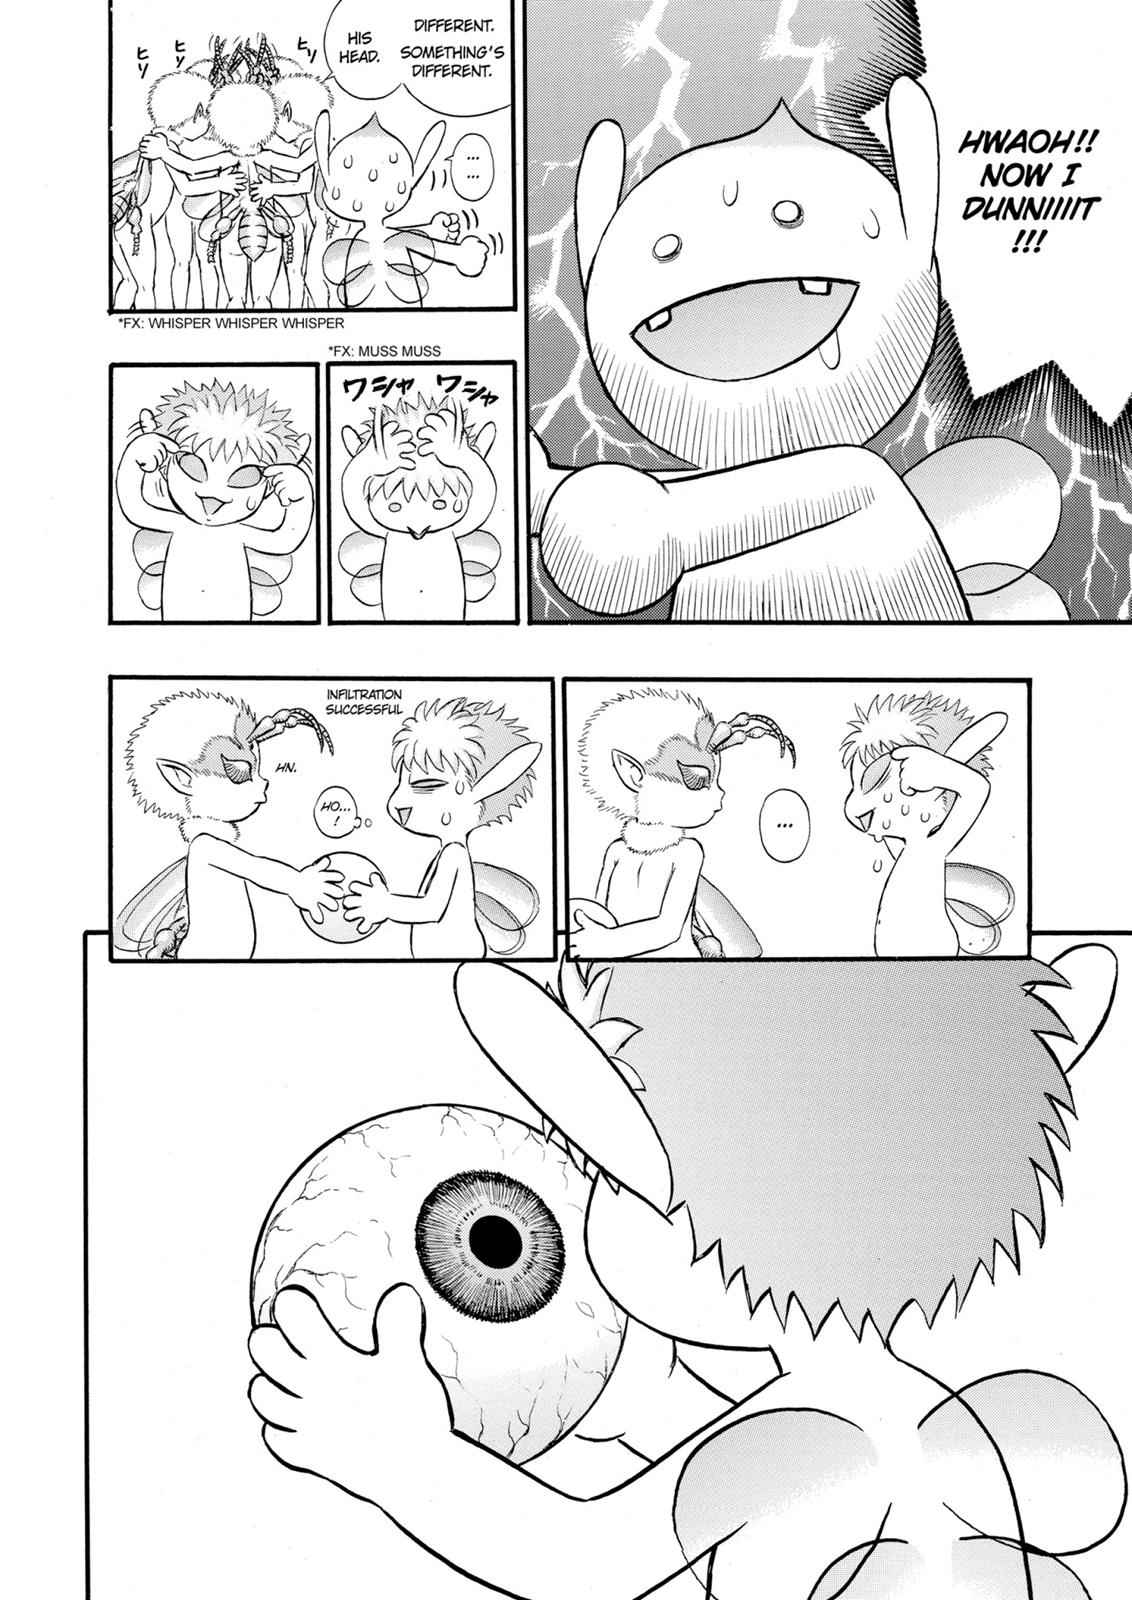 HWAOH!!
NOW I
DUNNIIIIT
!!!
DIFFERENT.
SOMETHING'S
DIFFERENT.
HIS
HEAD.
...
...
ヒソ
ヒソ
ヒソ
*FX: WHISPER WHISPER WHISPER
*FX: MUSS MUSS
ワシャ ワシャ
...
INFILTRATION
SUCCESSFUL
HN.
HO...
!